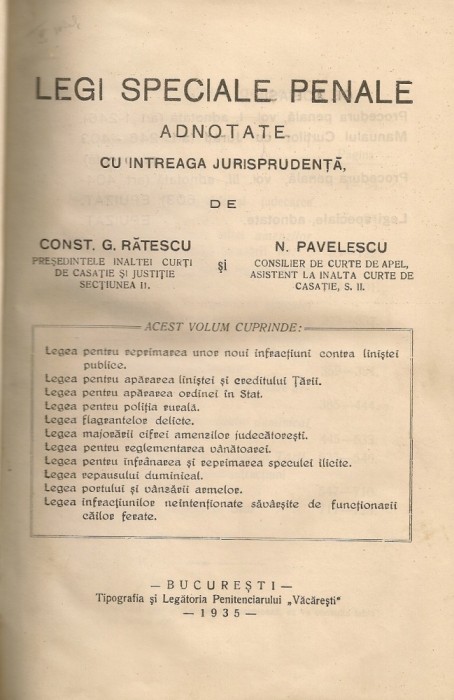 LEGI SPECIALE PENALE
ADNOTATE
CU INTREAGA JURISPRUDENȚĂ,
DE
CONST. G. RĂTESCU
PREȘEDINTELE INALTEI CURȚI
DE CASAȚIE ȘI JUSTIȚIE
SECȚIUNEA II.
și
N. PAVELESCU
CONSILIER DE CURTE DE APEL,
ASISTENT LA INALTA CURTE DE
CASAȚIE, S. II.
ACEST VOLUM CUPRINDE:
Legea pentru reprimarea unor noui infracțiuni contra liniștei
publice.
Legea pentru apărarea liniștei și creditului Țării.
Legea pentru apărarea ordinei în Stat.
Legea pentru poliția rurală.
Legea flagrantelor delicte.
Legea majorării cifrei amenzilor judecătorești.
Legea pentru reglementarea vânătoarei.
Legea pentru înfrânarea și reprimarea speculei ilicite.
Legea repausului duminical.
Legea portului și vânzării armelor.
Legea infracțiunilor neintenționate săvârșite de funcționarii
căilor ferate.
— BUCUREȘTI —
Tipografia și Legătoria Penitenciarului „Văcărești"
— 1935 —